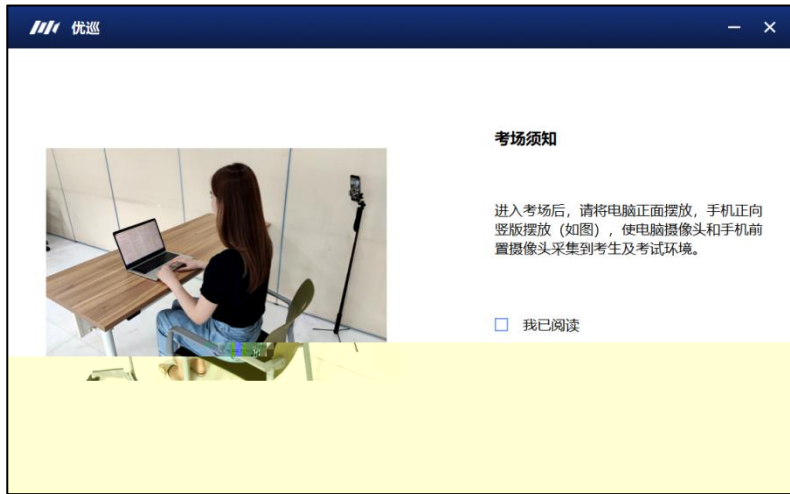 优巡
考场须知
进入考场后，请将电脑正面摆放，手机正向
竖版摆放（如图），使电脑摄像头和手机前
置摄像头采集到考生及考试环境。
我已阅读